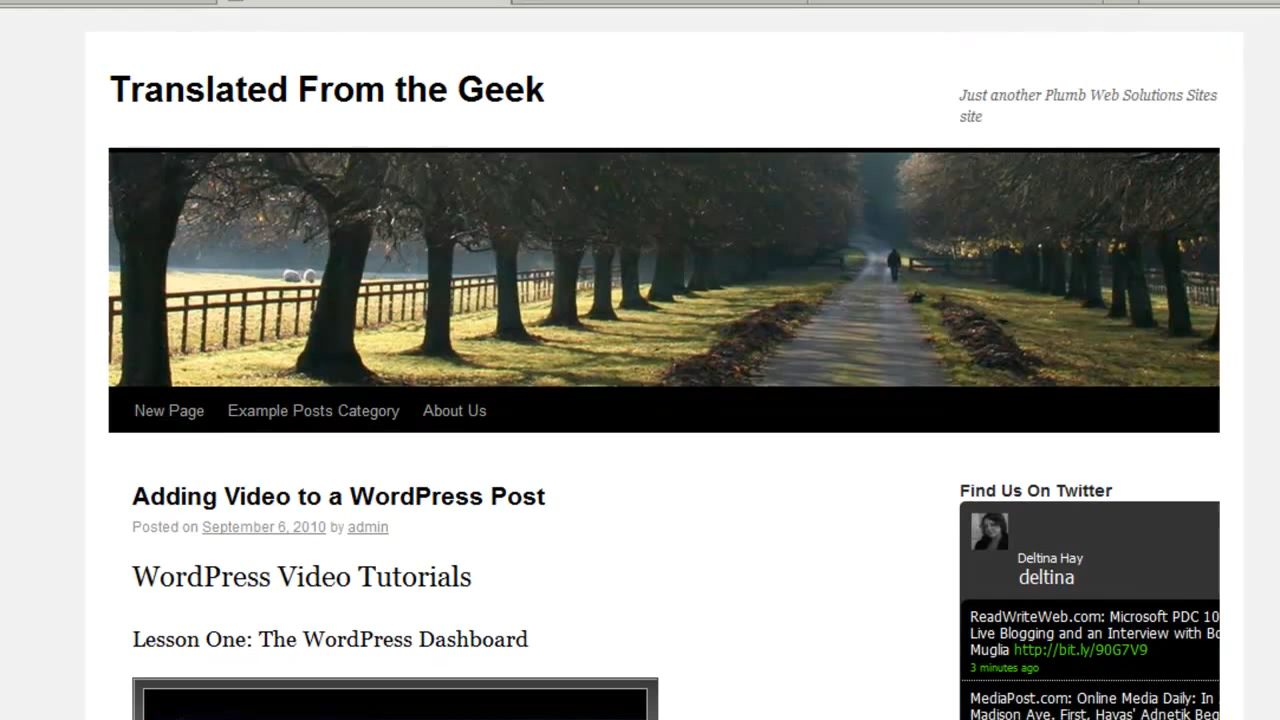 Translated From the Geek
Just another Plumb Web Solutions Sites
site
New Page Example Posts Category About Us
Adding Video to a WordPress Post
Posted on September 6, 2010 by admin
WordPress Video Tutorials
Lesson One: The WordPress Dashboard
Find Us On Twitter
Deltina Hay
deltina
ReadWriteWeb.com: Microsoft PDC 10
Live Blogging and an Interview with Bo
Muglia http://bit.ly/90G7V9
3 minutes ago
MediaPost.com: Online Media Daily: In
Madison Ave. First, Havas' Adnetik Beg